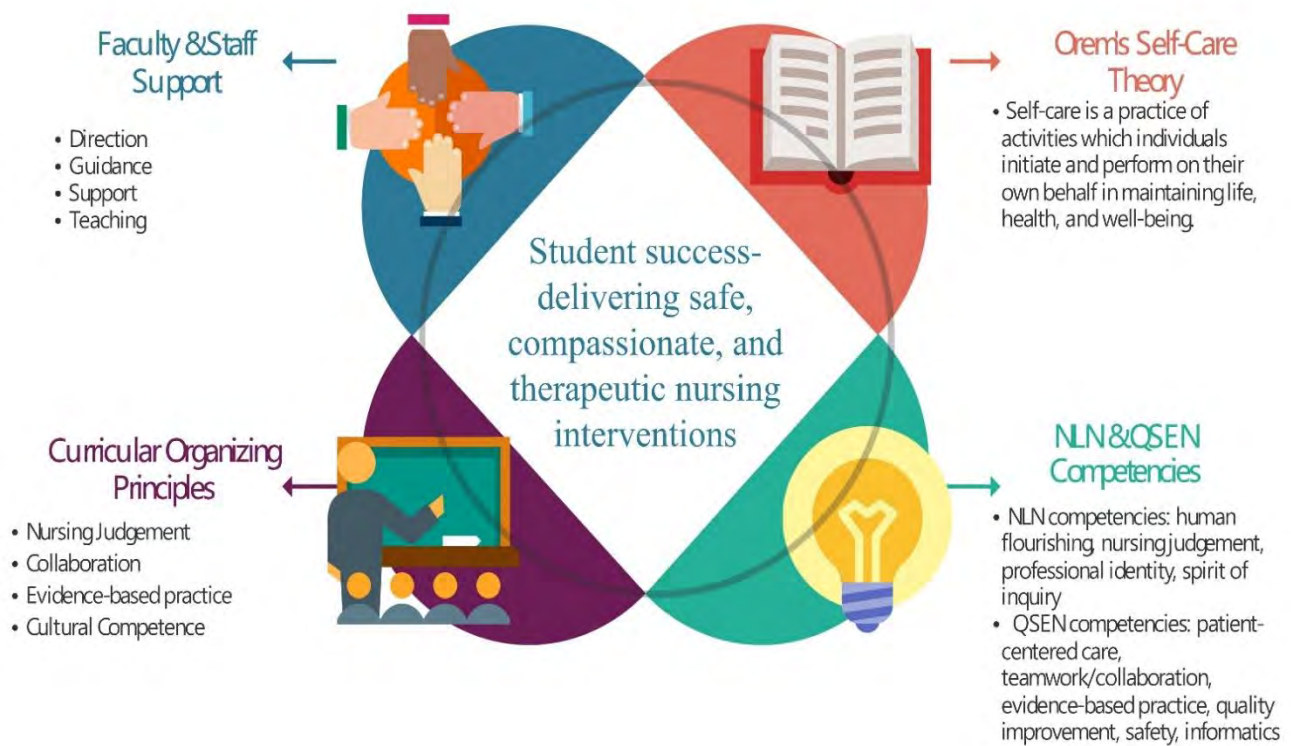 Faculty & Staff
Support
• Direction
• Guidance
• Support
• Teaching
Orem's Self-Care
Theory
• Self-care is a practice of
activities which individuals
initiate and perform on their
own behalf in maintaining life,
health, and well-being.
Student success-
delivering safe,
compassionate, and
therapeutic nursing
interventions
Curricular Organizing
Principles
• Nursing Judgement
• Collaboration
• Evidence-based practice
• Cultural Competence
NLN & QSEN
Competencies
• NLN competencies: human
flourishing, nursing judgement,
professional identity, spirit of
inquiry
• QSEN competencies: patient-
centered care,
teamwork/collaboration,
evidence-based practice, quality
improvement, safety, informatics